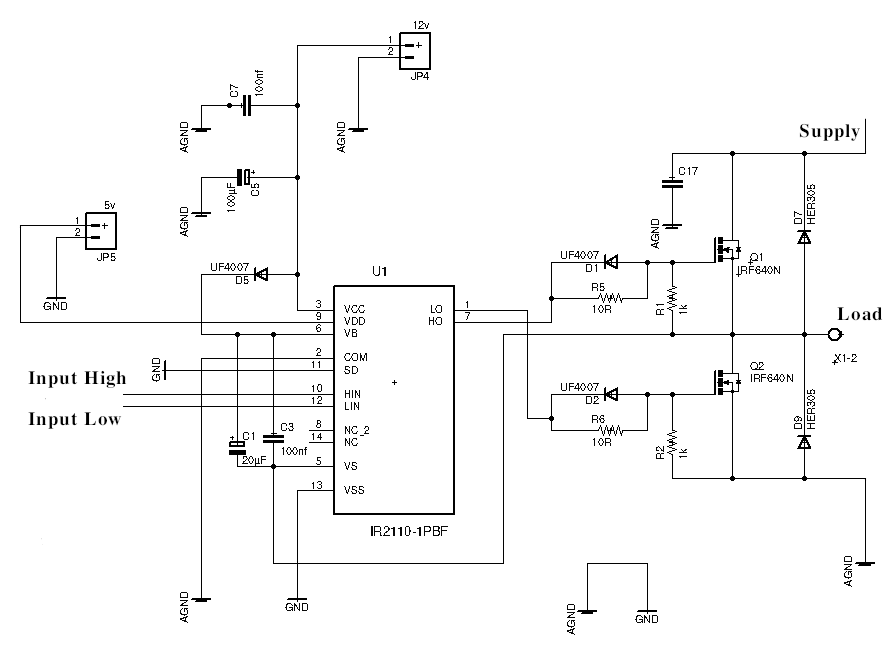 12v
1
+
2
JP4
C7
100nf
AGND
AGND
100µF
+
C5
AGND
Supply
C17
AGND
D7
HER305
5v
1
+
2
JP5
GND
UF4007
D5
U1
UF4007
D1
R5
10R
R1
1k
Q1
IRF640N
3 VCC
9 VDD
6 VB
2 COM
11 SD
10 HIN
12 LIN
8 NC_2
14 NC
5 VS
13 VSS
LO 1
HO 7
+
IR2110-1PBF
GND
Input High
Input Low
+
C1
20µF
C3
100nf
Load
X1-2
Q2
IRF640N
UF4007
D2
R6
10R
R2
1k
D9
HER305
AGND
GND
AGND
GND
AGND